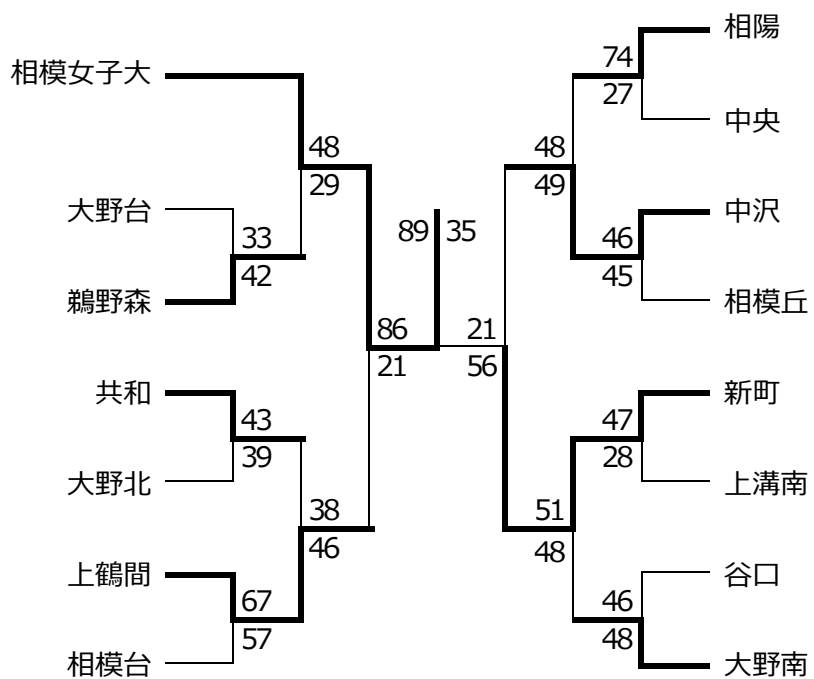 相模女子大
48
29
大野台
33
42
鵜野森
86
21
共和
43
39
大野北
38
46
上鶴間
67
57
相模台
89 35
相陽
74
27
中央
48
49
中沢
46
45
相模丘
21
56
新町
47
28
上溝南
51
48
谷口
46
48
大野南